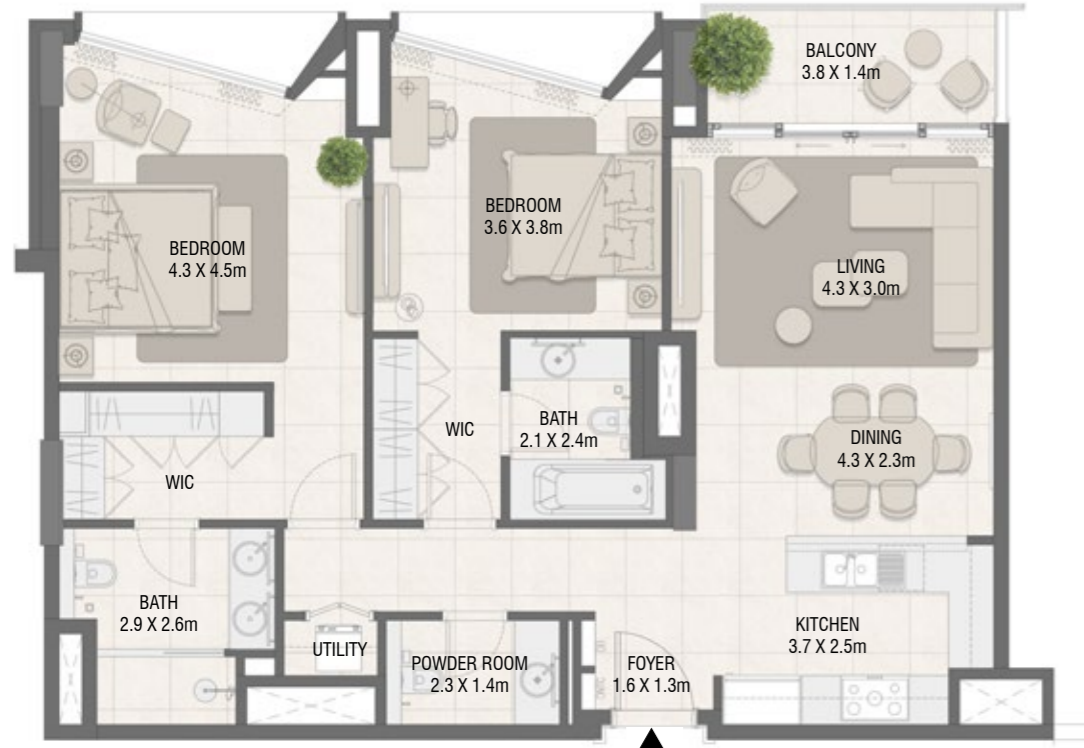 BALCONY
3.8 X 1.4m
BEDROOM
3.6 X 3.8m
BEDROOM
4.3 X 4.5m
LIVING
4.3 X 3.0m
WIC
BATH
2.1 X 2.4m
DINING
4.3 X 2.3m
WIC
BATH
2.9 X 2.6m
UTILITY
POWDER ROOM
2.3 X 1.4m
FOYER
1.6 X 1.3m
KITCHEN
3.7 X 2.5m